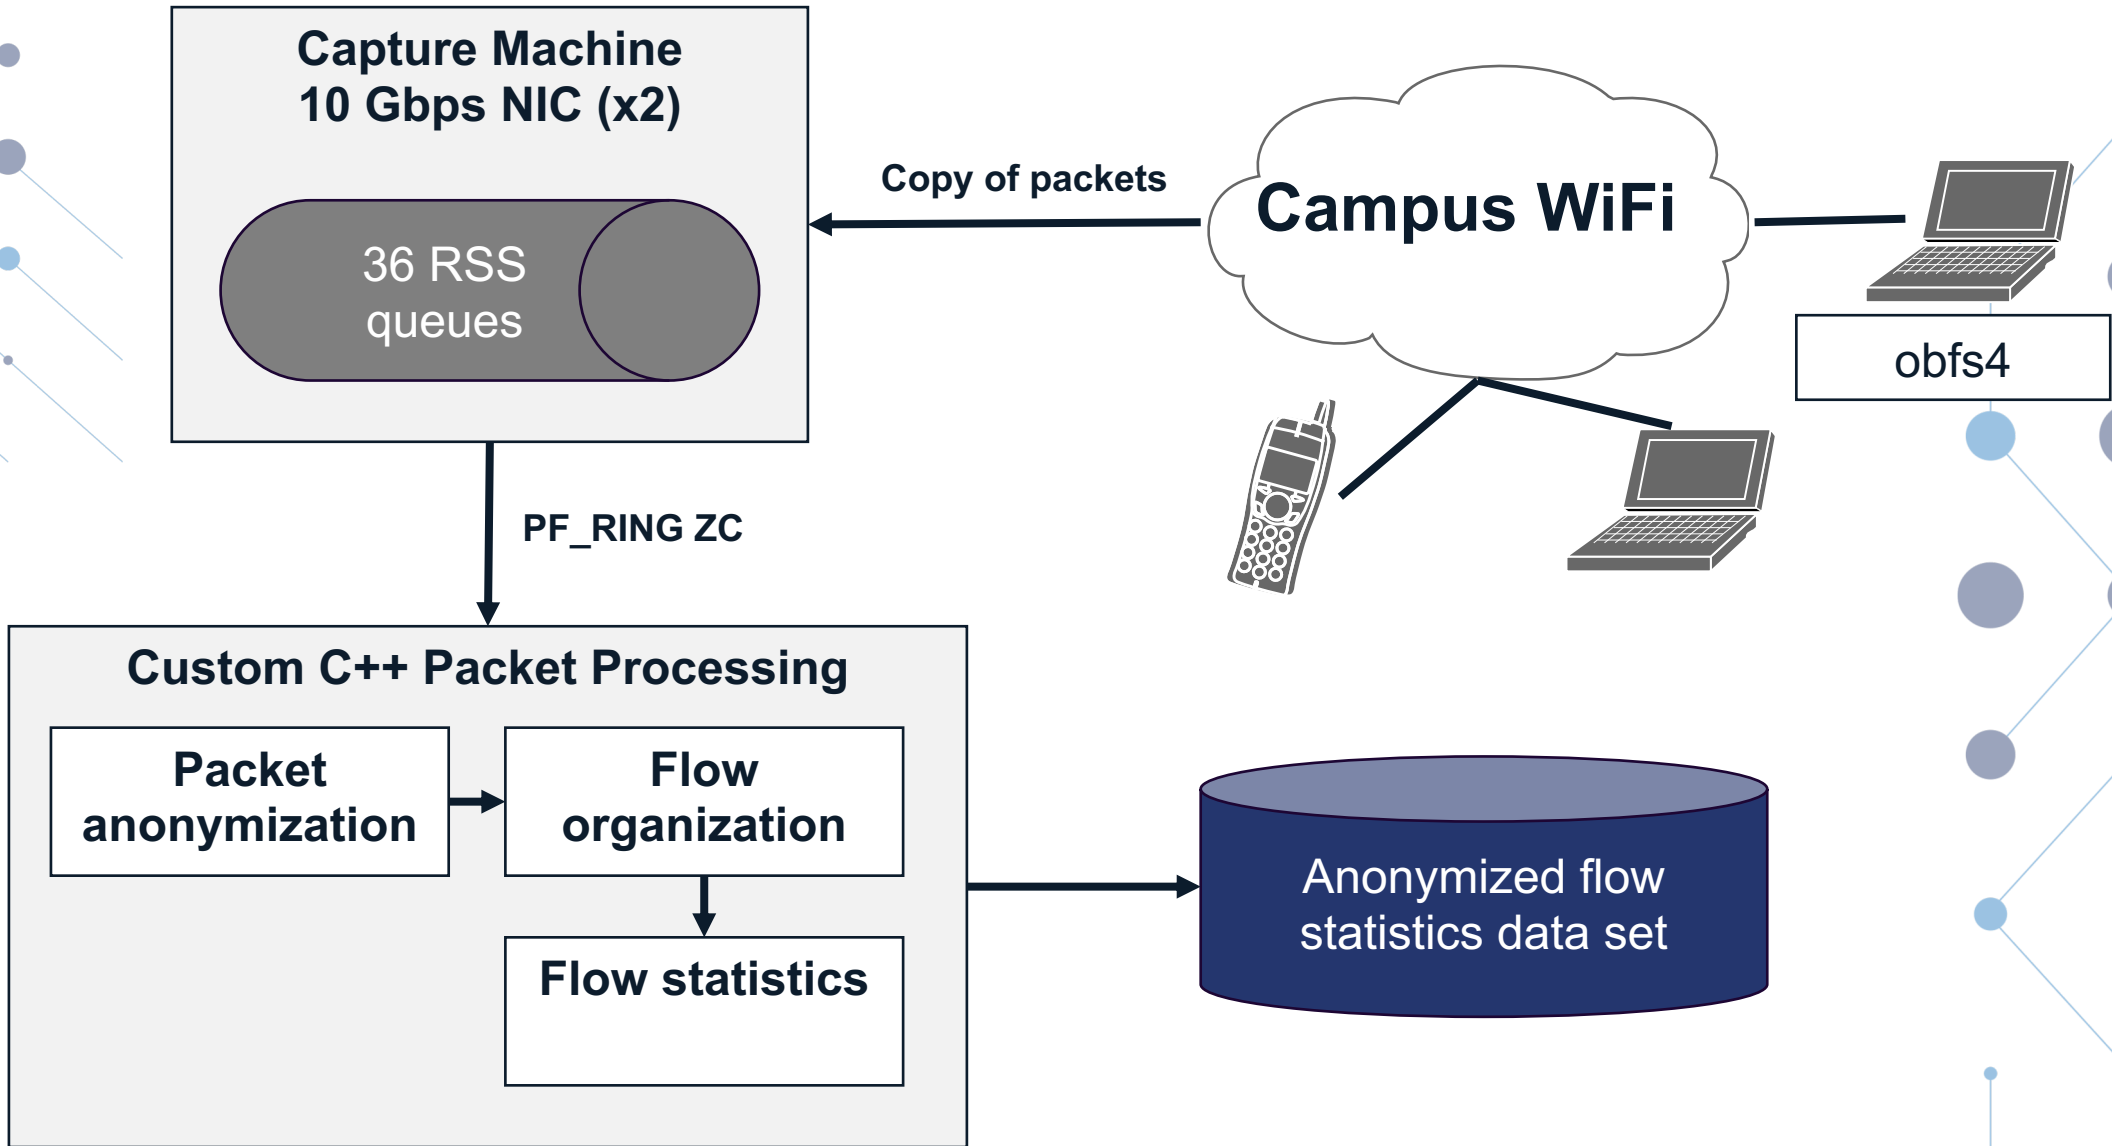 Capture Machine
10 Gbps NIC (x2)
36 RSS
queues
Copy of packets
Campus WiFi
obfs4
PF_RING ZC
Custom C++ Packet Processing
Packet
anonymization
Flow
organization
Flow statistics
Anonymized flow
statistics data set